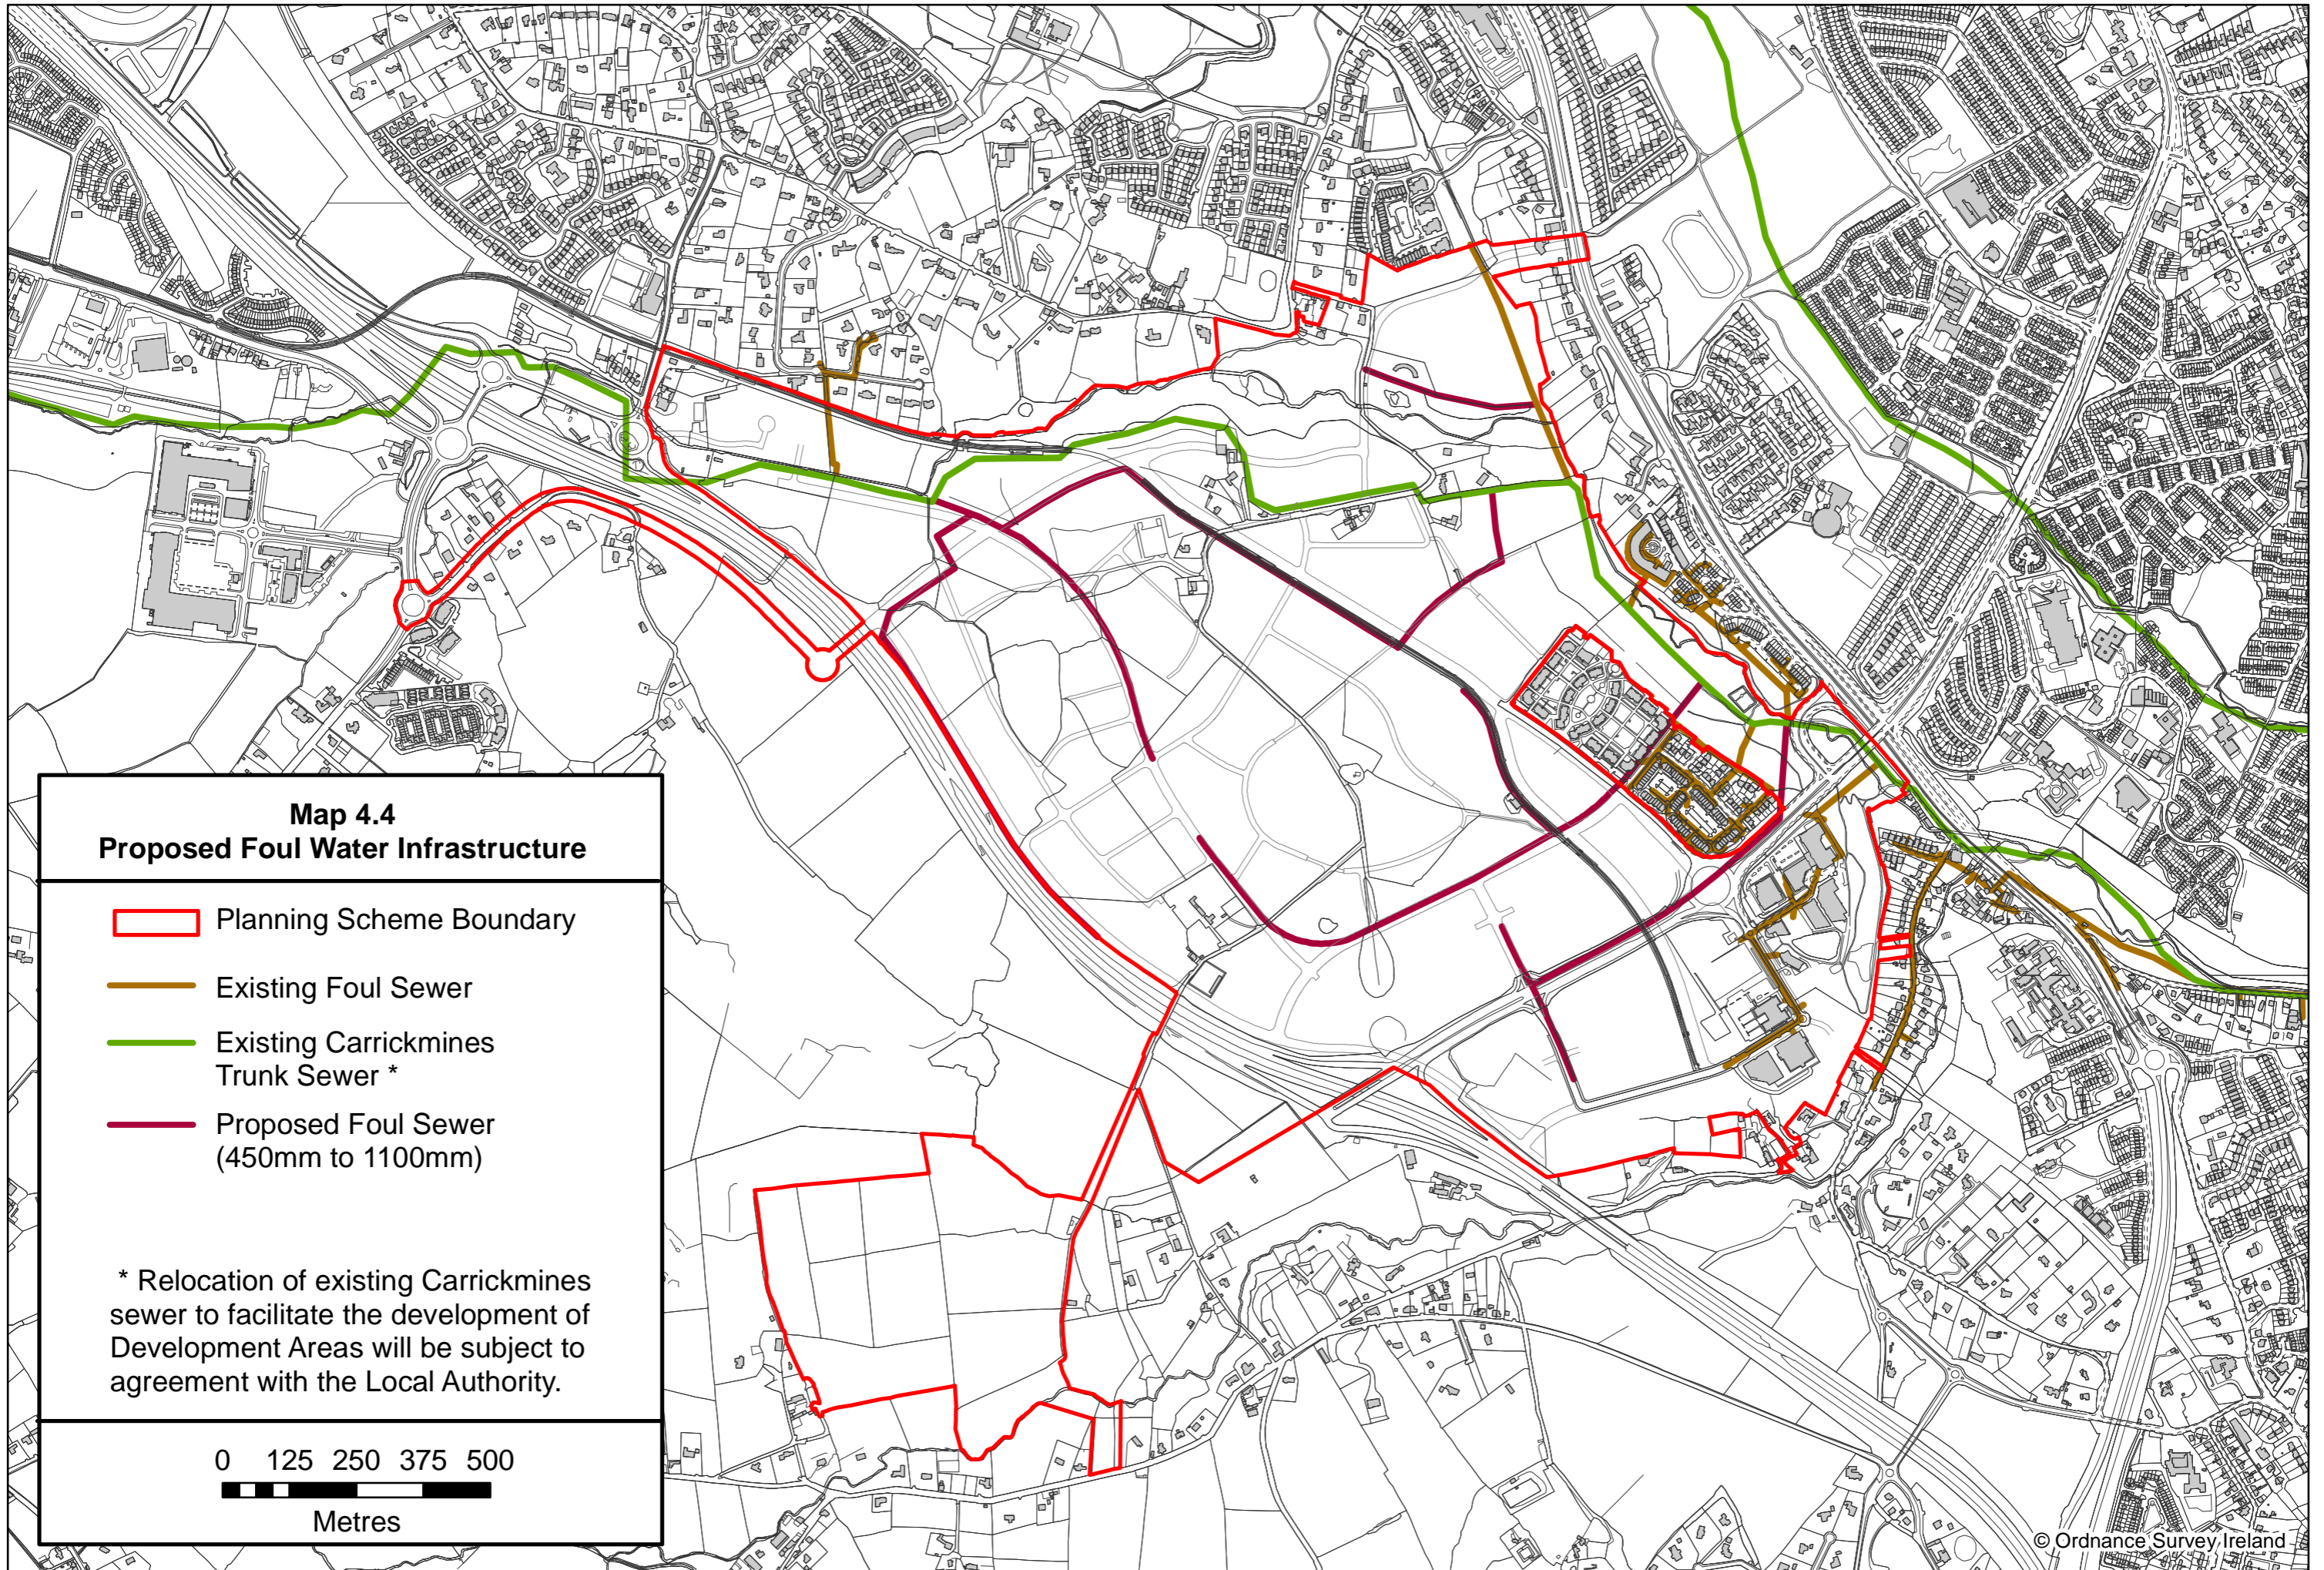 Map 4.4
Proposed Foul Water Infrastructure
Planning Scheme Boundary
Existing Foul Sewer
Existing Carrickmines
Trunk Sewer *
Proposed Foul Sewer
(450mm to 1100mm)
* Relocation of existing Carrickmines
sewer to facilitate the development of
Development Areas will be subject to
agreement with the Local Authority.
0 125 250 375 500
Metres
© Ordnance Survey Ireland